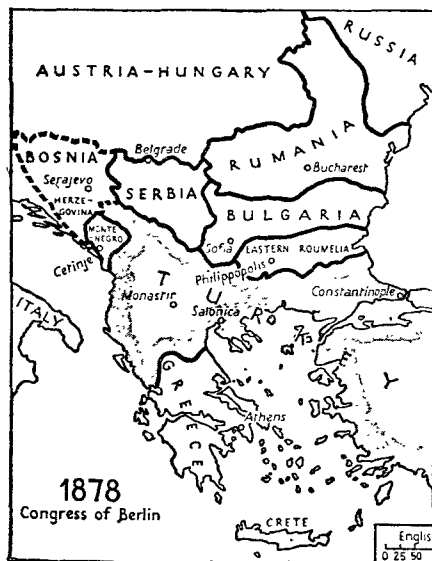 RUSSIA
AUSTRIA-HUNGARY
RUMANIA
Belgrade
BOSNIA
Bucharest
Serajevo
SERBIA
HERZE-
GOVINA
BULGARIA
MONTE-
NEGRO
Sofia
EASTERN ROUMELIA
Cetinje
Philippopolis
TURKEY
Constantinople
Monastir
Salonica
ITALY
GREECE
Athens
1878
Congress of Berlin
CRETE
Englis
0 25 50